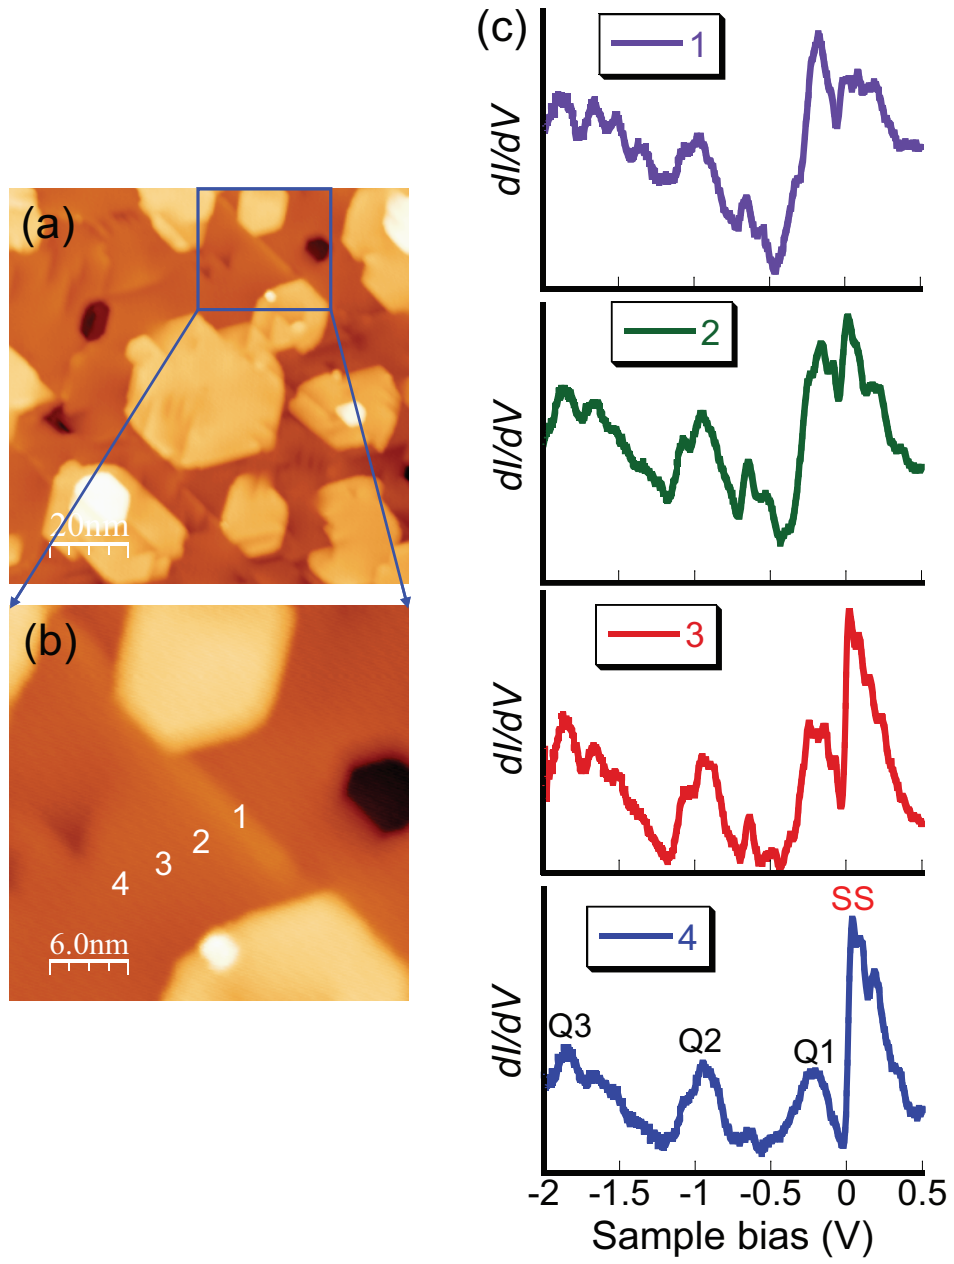 (a)
20nm
(b)
1
2
3
4
6.0nm
(c)
1
dI/dV
2
dI/dV
3
dI/dV
4
SS
Q3 Q2 Q1
dI/dV
-2 -1.5 -1 -0.5 0 0.5
Sample bias (V)